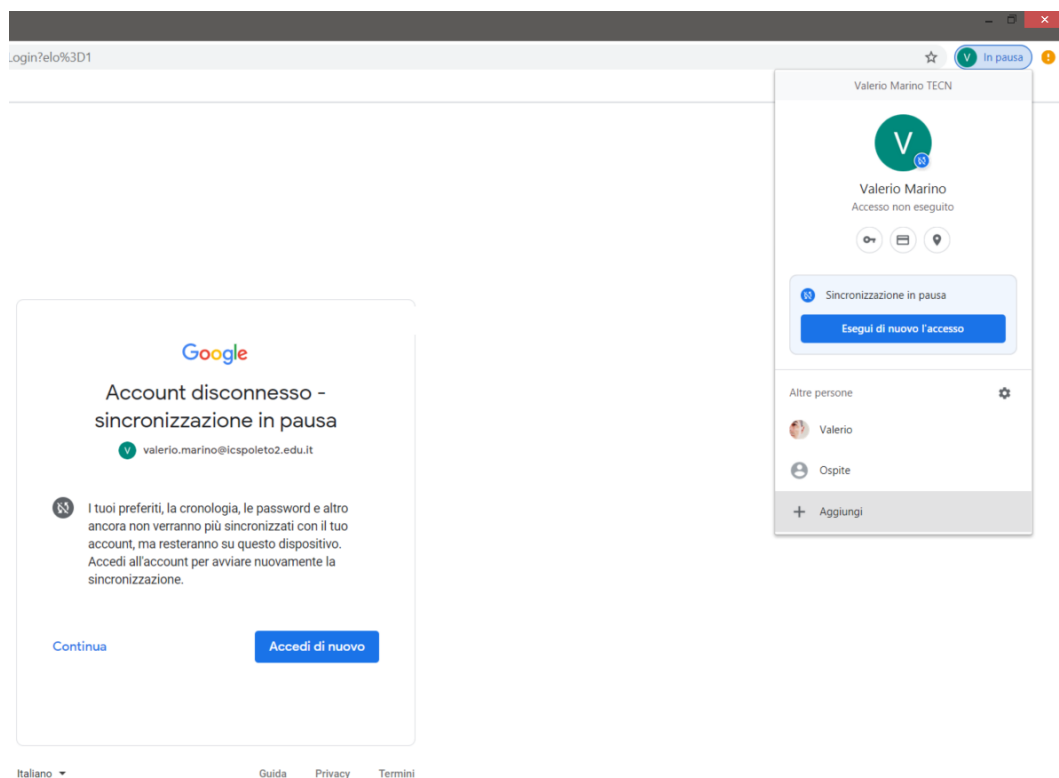 .ogin?elo%3D1
V In pausa
Valerio Marino TECN
V
Valerio Marino
Accesso non eseguito
Sincronizzazione in pausa
Esegui di nuovo l'accesso
Altre persone
Valerio
Ospite
+ Aggiungi
Google
Account disconnesso -
sincronizzazione in pausa
V valerio.marino@icspoleto2.edu.it
I tuoi preferiti, la cronologia, le password e altro
ancora non verranno più sincronizzati con il tuo
account, ma resteranno su questo dispositivo.
Accedi all'account per avviare nuovamente la
sincronizzazione.
Continua
Accedi di nuovo
Italiano
Guida Privacy Termini